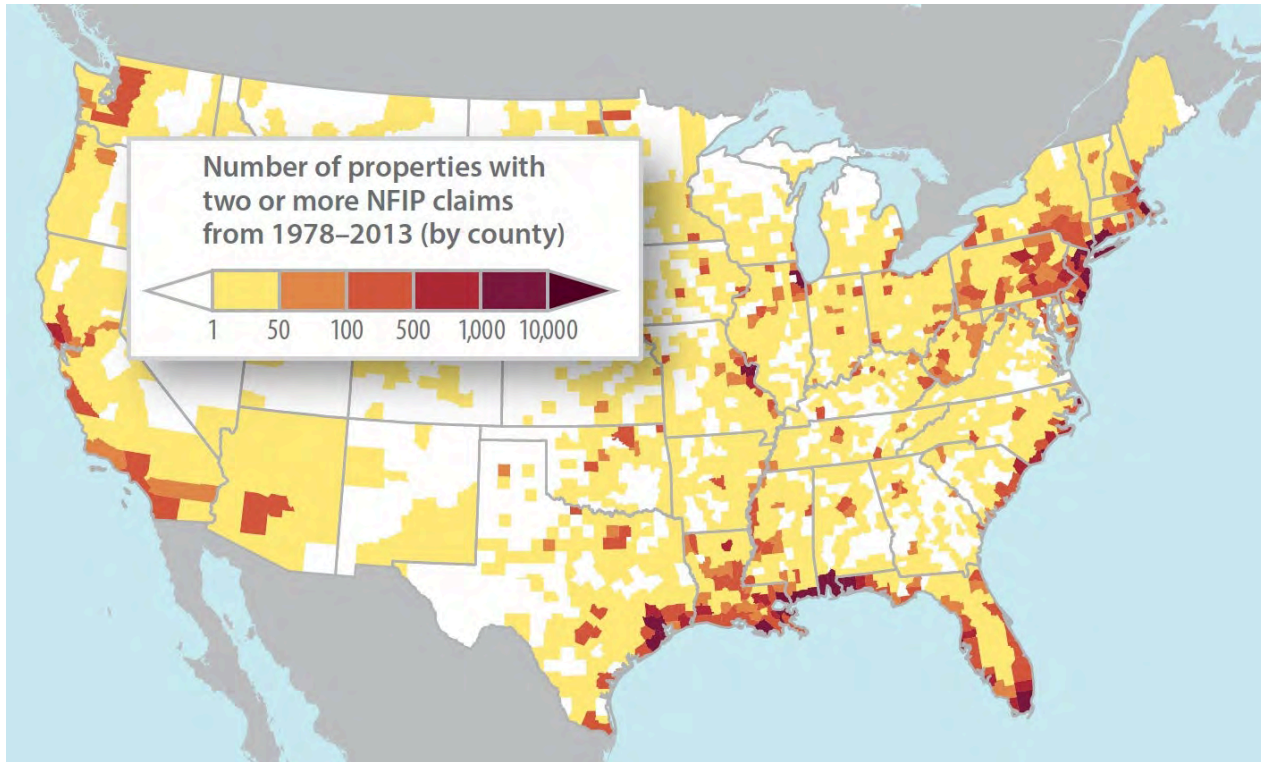 Number of properties with
two or more NFIP claims
from 1978–2013 (by county)
1 50 100 500 1,000 10,000